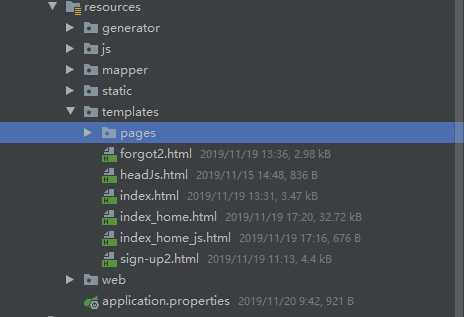 resources
generator
js
mapper
static
templates
pages
forgot2.html 2019/11/19 13:36, 2.98 kB
headJs.html 2019/11/15 14:48, 836 B
index.html 2019/11/19 13:31, 3.47 kB
index_home.html 2019/11/19 17:20, 32.72 kB
index_home_js.html 2019/11/19 17:16, 676 B
sign-up2.html 2019/11/19 11:13, 4.4 kB
web
application.properties 2019/11/20 9:42, 921 B